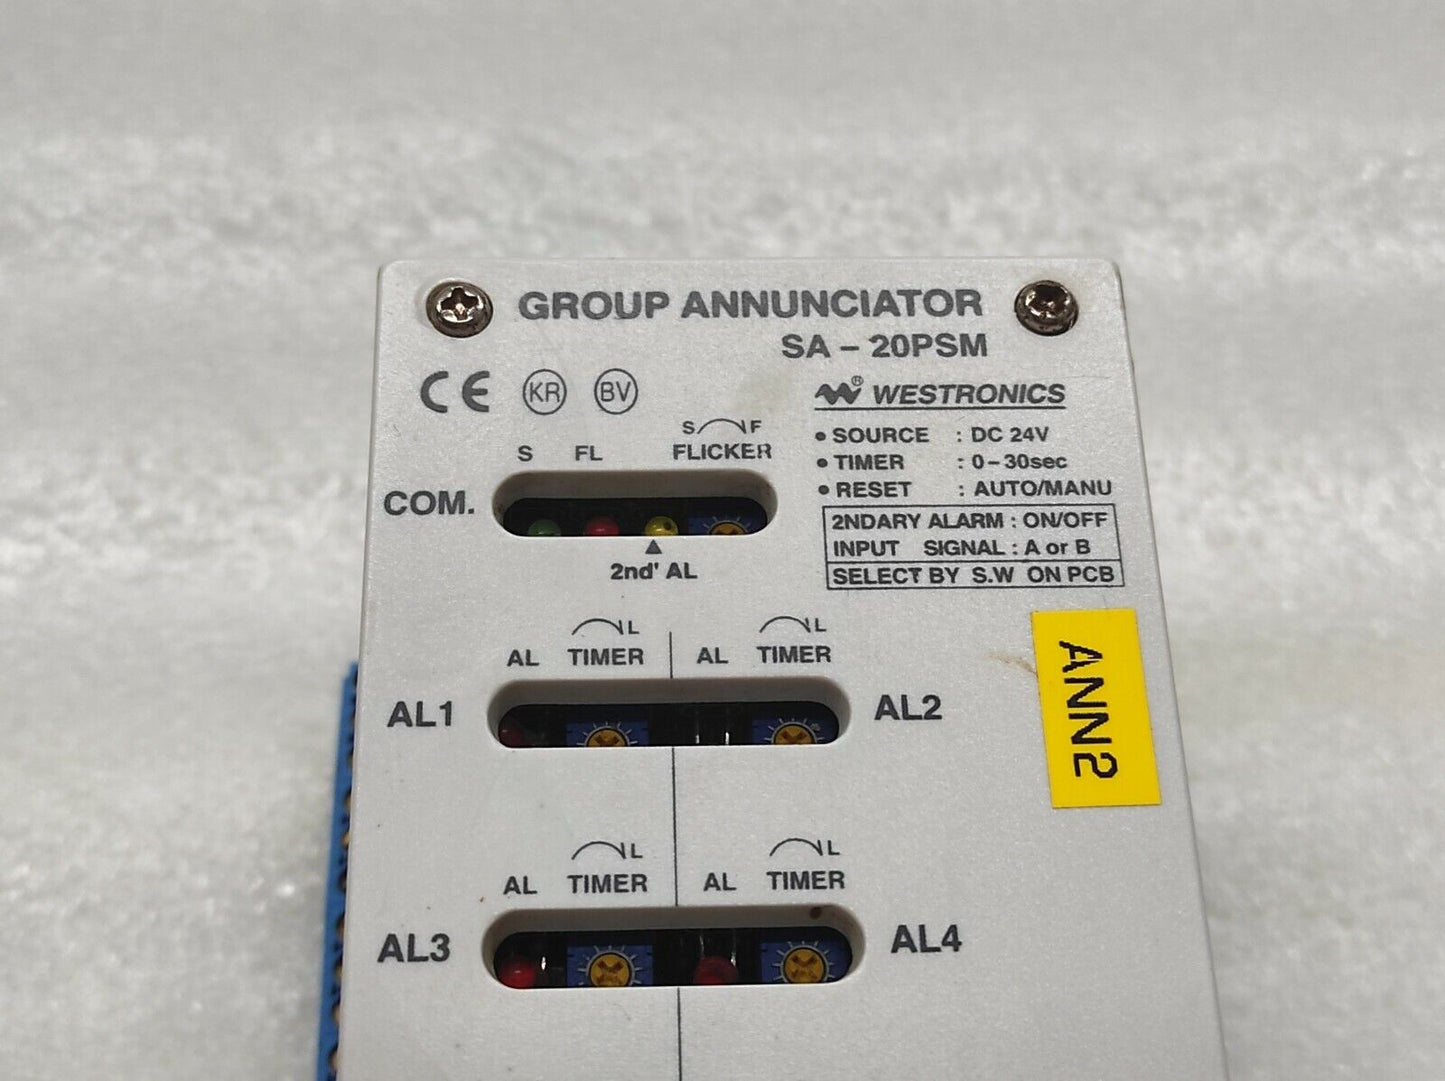 GROUP ANNUNCIATOR
SA - 20PSM
CE KR BV
® WESTRONICS
S F
S FL FLICKER
COM.
2nd' AL
• SOURCE : DC 24V
• TIMER : 0-30sec
• RESET : AUTO/MANU
2NDARY ALARM : ON/OFF
INPUT SIGNAL : A or B
SELECT BY S.W ON PCB
L L
AL TIMER AL TIMER
AL1 AL2
ANN2
L L
AL TIMER AL TIMER
AL3 AL4